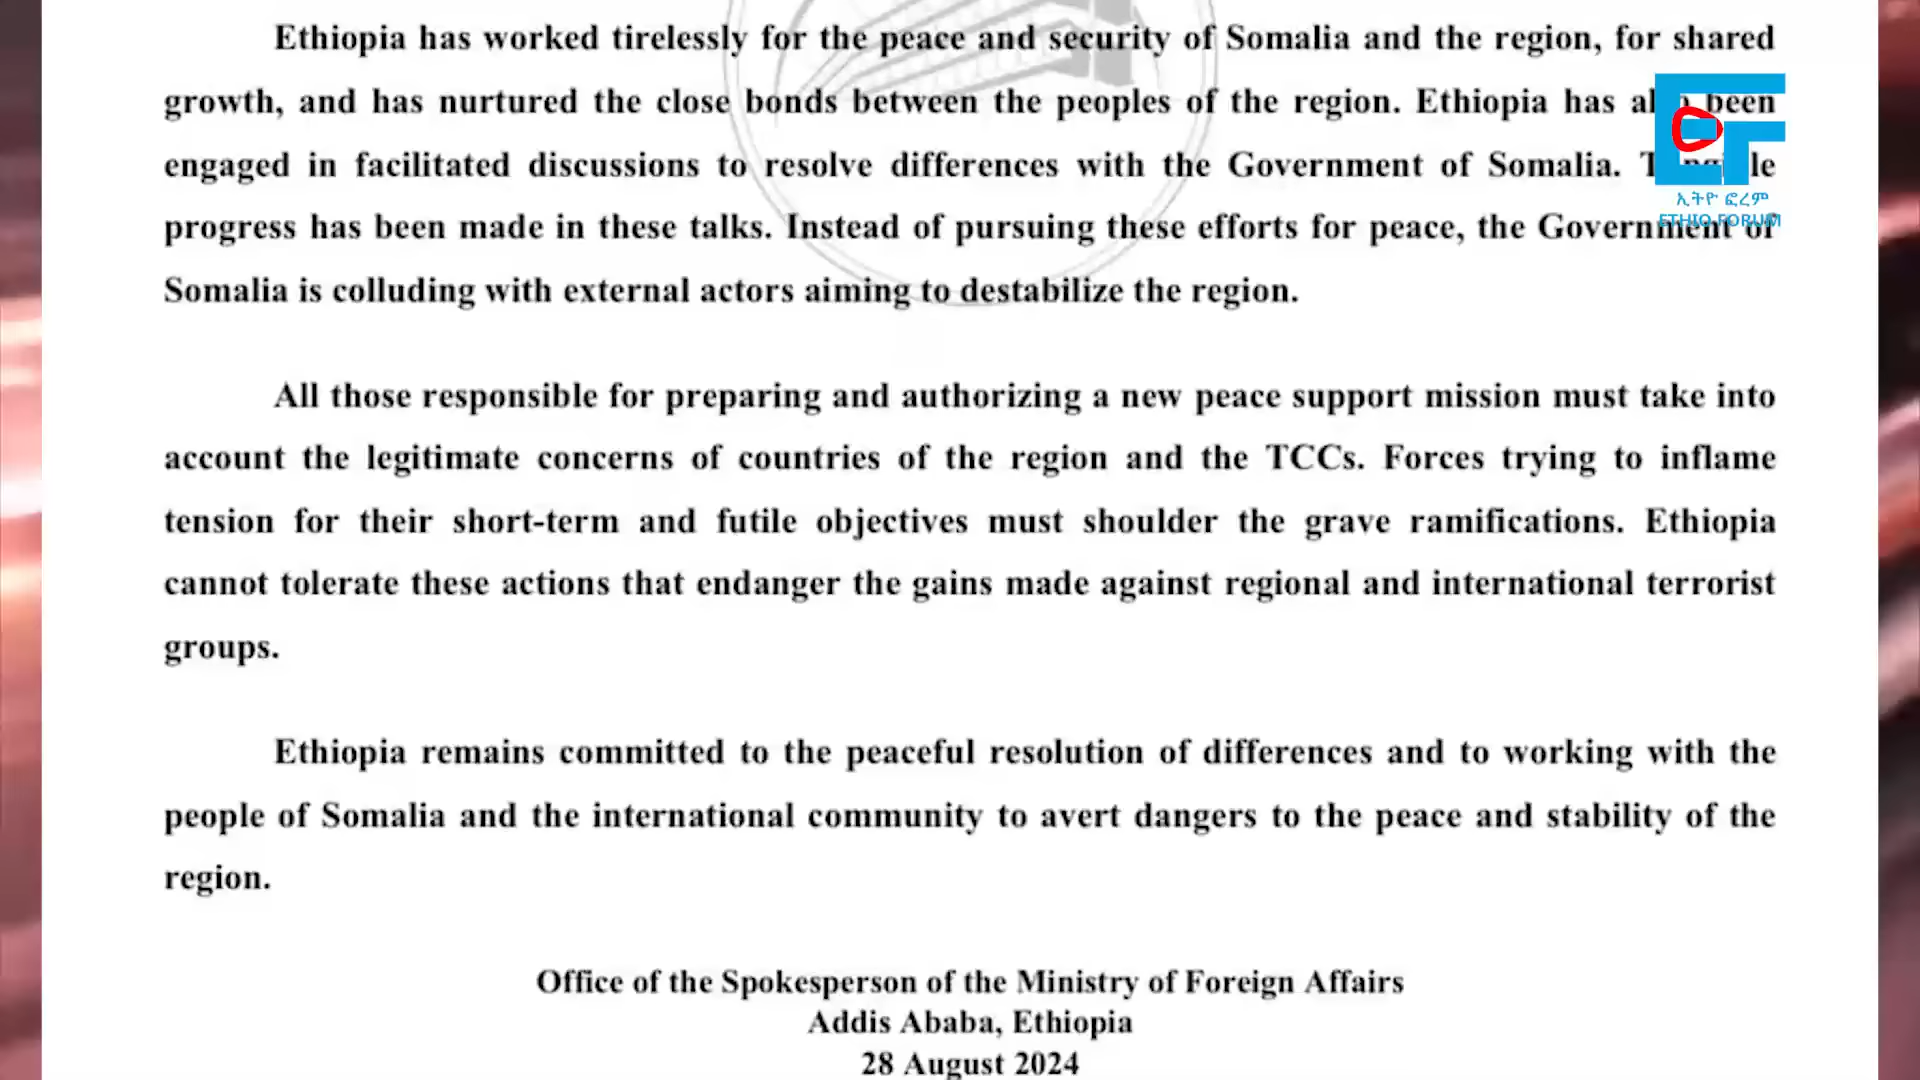 Ethiopia has worked tirelessly for the peace and security of Somalia and the region, for shared
growth, and has nurtured the close bonds between the peoples of the region. Ethiopia has been
engaged in facilitated discussions to resolve differences with the Government of Somalia.
progress has been made in these talks. Instead of pursuing these efforts for peace, the Government of
Somalia is colluding with external actors aiming to destabilize the region.
All those responsible for preparing and authorizing a new peace support mission must take into
account the legitimate concerns of countries of the region and the TCCs. Forces trying to inflame
tension for their short-term and futile objectives must shoulder the grave ramifications. Ethiopia
cannot tolerate these actions that endanger the gains made against regional and international terrorist
groups.
Ethiopia remains committed to the peaceful resolution of differences and to working with the
people of Somalia and the international community to avert dangers to the peace and stability of the
region.
Office of the Spokesperson of the Ministry of Foreign Affairs
Addis Ababa, Ethiopia
28 August 2024
EF
ኢትዮ ፎረም
ETHIO FORUM